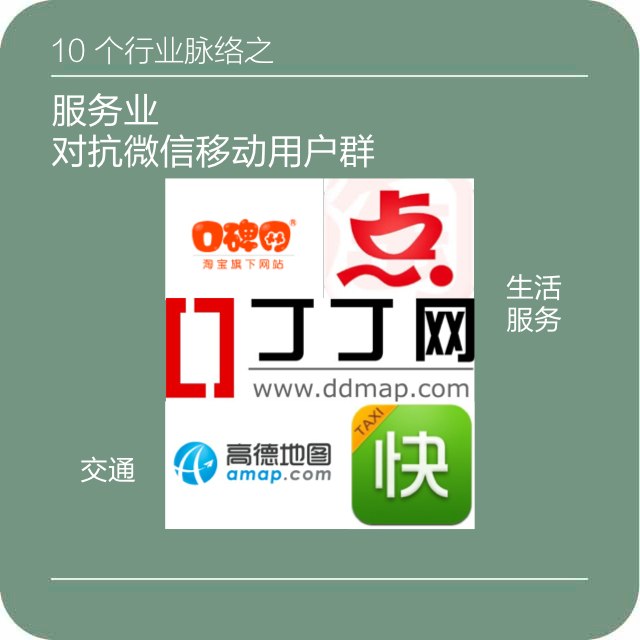 10 个行业脉络之
服务业
对抗微信移动用户群
口碑网®
淘宝旗下网站
点
生活
服务
丁丁网
www.ddmap.com
高德地图
amap.com
TAXI
快
交通